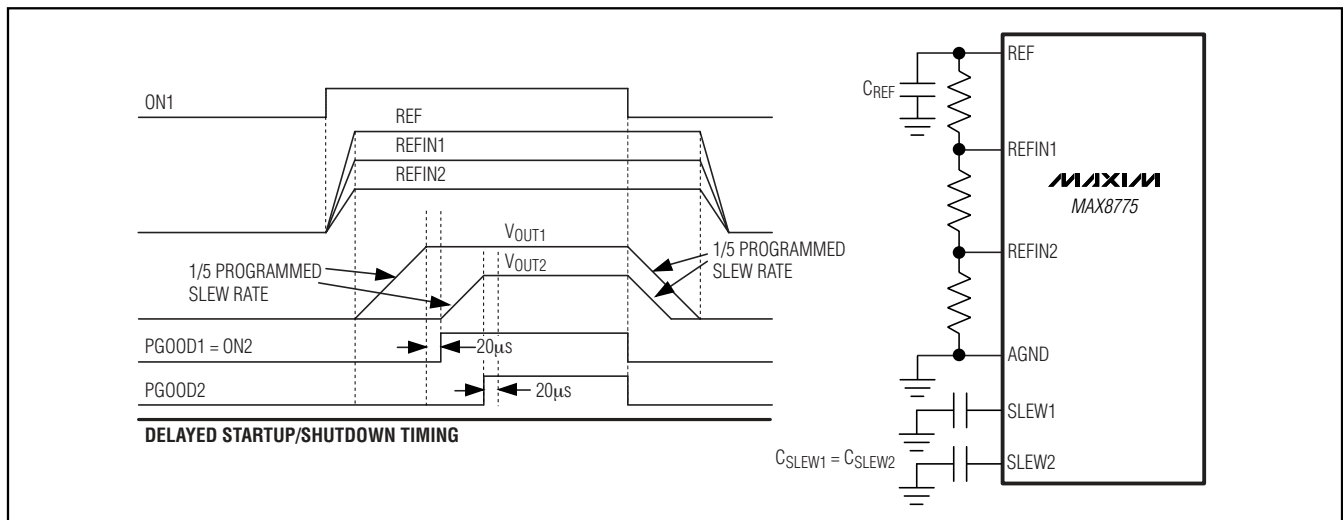 ON1
REF
REFIN1
REFIN2
VOUT1
VOUT2
1/5 PROGRAMMED
SLEW RATE
1/5 PROGRAMMED
SLEW RATE
PGOOD1 = ON2
20µs
PGOOD2
20µs
DELAYED STARTUP/SHUTDOWN TIMING
CREF
REF
REFIN1
MAXIM
MAX8775
REFIN2
AGND
SLEW1
CSLEW1 = CSLEW2
SLEW2